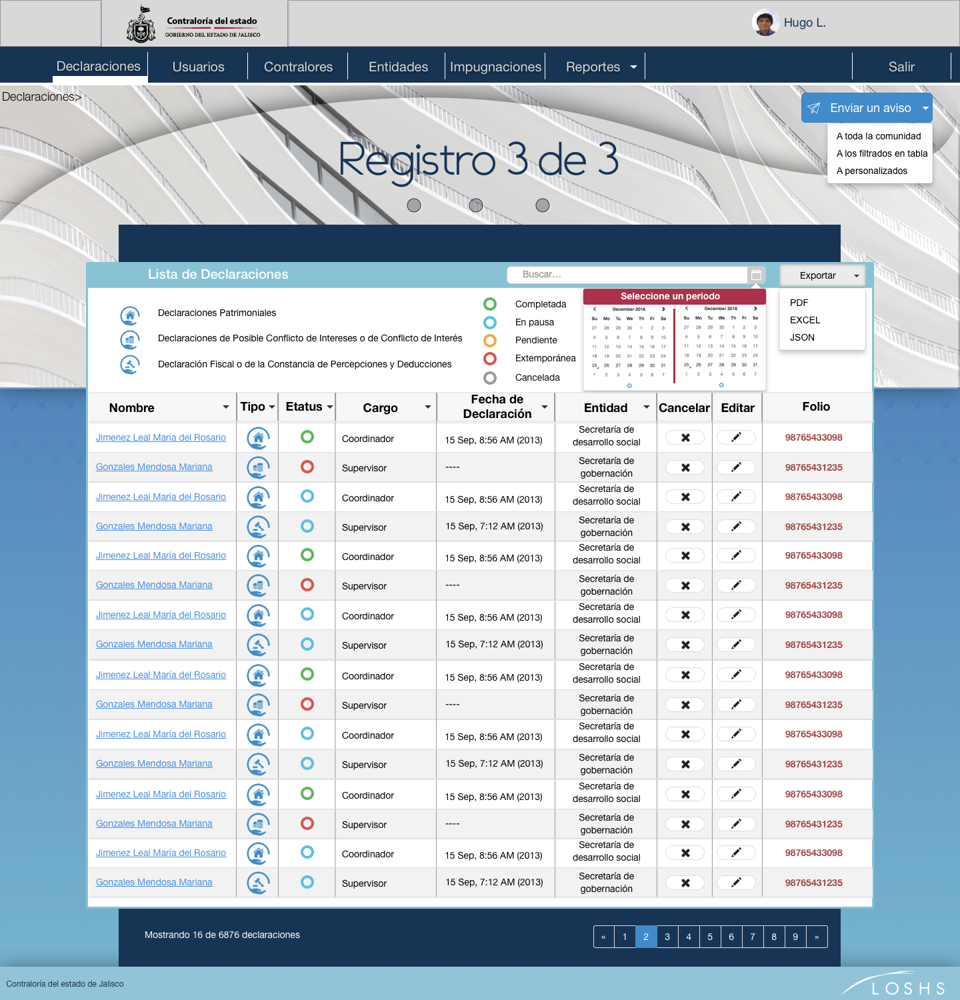 Contraloría del estado
GOBIERNO DEL ESTADO DE JALISCO
Hugo L.
Declaraciones
Usuarios
Contralores
Entidades
Impugnaciones
Reportes
Salir
Declaraciones>
Enviar un aviso
A toda la comunidad
A los filtrados en tabla
A personalizados
Registro 3 de 3
Lista de Declaraciones
Buscar...
Exportar
PDF
EXCEL
JSON
Seleccione un periodo
December 2016
Su Mo Tu We Th Fr Sa
27 28 29 30 1 2 3
4 5 6 7 8 9 10
11 12 13 14 15 16 17
18 19 20 21 22 23 24
25 26 27 28 29 30 31
1 2 3 4 5 6 7
December 2016
Su Mo Tu We Th Fr Sa
27 28 29 30 1 2 3
4 5 6 7 8 9 10
11 12 13 14 15 16 17
18 19 20 21 22 23 24
25 26 27 28 29 30 31
1 2 3 4 5 6 7
Declaraciones Patrimoniales
Declaraciones de Posible Conflicto de Intereses o de Conflicto de Interés
Declaración Fiscal o de la Constancia de Percepciones y Deducciones
Completada
En pausa
Pendiente
Extemporánea
Cancelada
Nombre Tipo Etatus Cargo Fecha de Declaración Entidad Cancelar Editar Folio
Jimenez Leal María del Rosario Coordinador 15 Sep, 8:56 AM (2013) Secretaría de desarrollo social 98765433098
Gonzales Mendosa Mariana Supervisor ---- Secretaría de gobernación 98765431235
Jimenez Leal María del Rosario Coordinador 15 Sep, 8:56 AM (2013) Secretaría de desarrollo social 98765433098
Gonzales Mendosa Mariana Supervisor 15 Sep, 7:12 AM (2013) Secretaría de gobernación 98765431235
Jimenez Leal María del Rosario Coordinador 15 Sep, 8:56 AM (2013) Secretaría de desarrollo social 98765433098
Gonzales Mendosa Mariana Supervisor ---- Secretaría de gobernación 98765431235
Jimenez Leal María del Rosario Coordinador 15 Sep, 8:56 AM (2013) Secretaría de desarrollo social 98765433098
Gonzales Mendosa Mariana Supervisor 15 Sep, 7:12 AM (2013) Secretaría de gobernación 98765431235
Jimenez Leal María del Rosario Coordinador 15 Sep, 8:56 AM (2013) Secretaría de desarrollo social 98765433098
Gonzales Mendosa Mariana Supervisor ---- Secretaría de gobernación 98765431235
Jimenez Leal María del Rosario Coordinador 15 Sep, 8:56 AM (2013) Secretaría de desarrollo social 98765433098
Gonzales Mendosa Mariana Supervisor 15 Sep, 7:12 AM (2013) Secretaría de gobernación 98765431235
Jimenez Leal María del Rosario Coordinador 15 Sep, 8:56 AM (2013) Secretaría de desarrollo social 98765433098
Gonzales Mendosa Mariana Supervisor ---- Secretaría de gobernación 98765431235
Jimenez Leal María del Rosario Coordinador 15 Sep, 8:56 AM (2013) Secretaría de desarrollo social 98765433098
Gonzales Mendosa Mariana Supervisor 15 Sep, 7:12 AM (2013) Secretaría de gobernación 98765431235
Mostrando 16 de 6876 declaraciones
« 1 2 3 4 5 6 7 8 9 »
Contraloría del estado de Jalisco
LOSHS